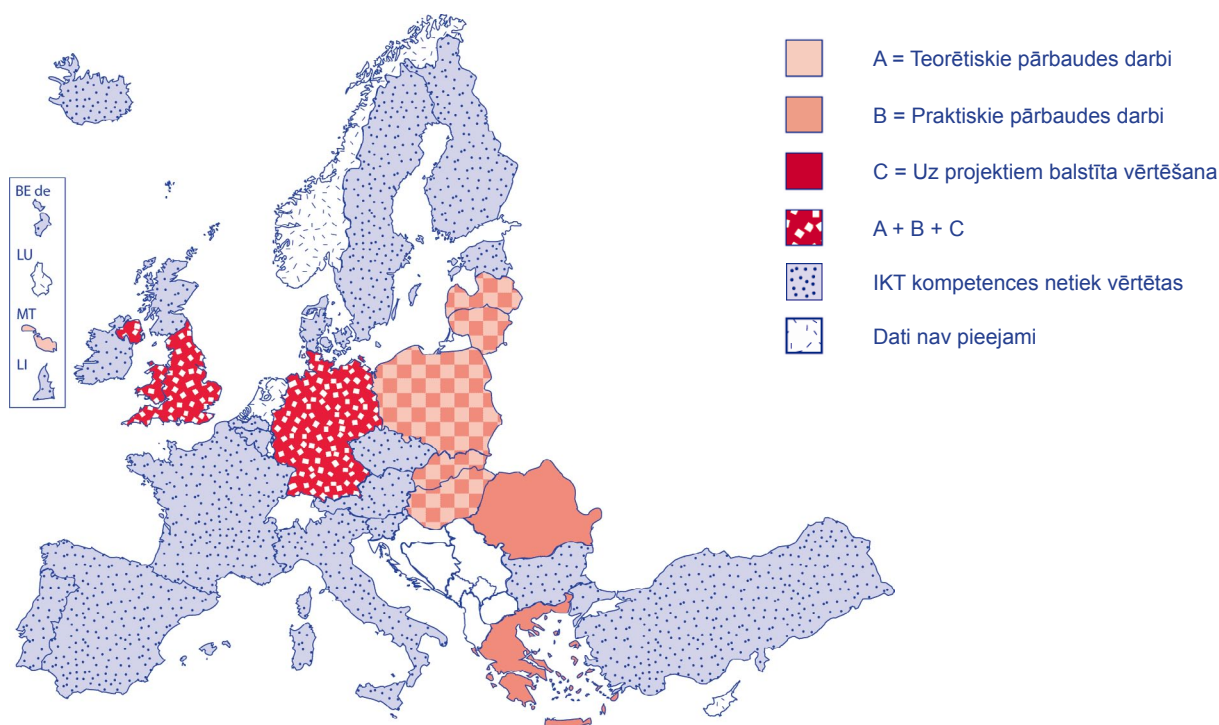 BE de
LU
MT
LI
A = Teorētiskie pārbaudes darbi
B = Praktiskie pārbaudes darbi
C = Uz projektiem balstīta vērtēšana
A + B + C
IKT kompetences netiek vērtētas
Dati nav pieejami